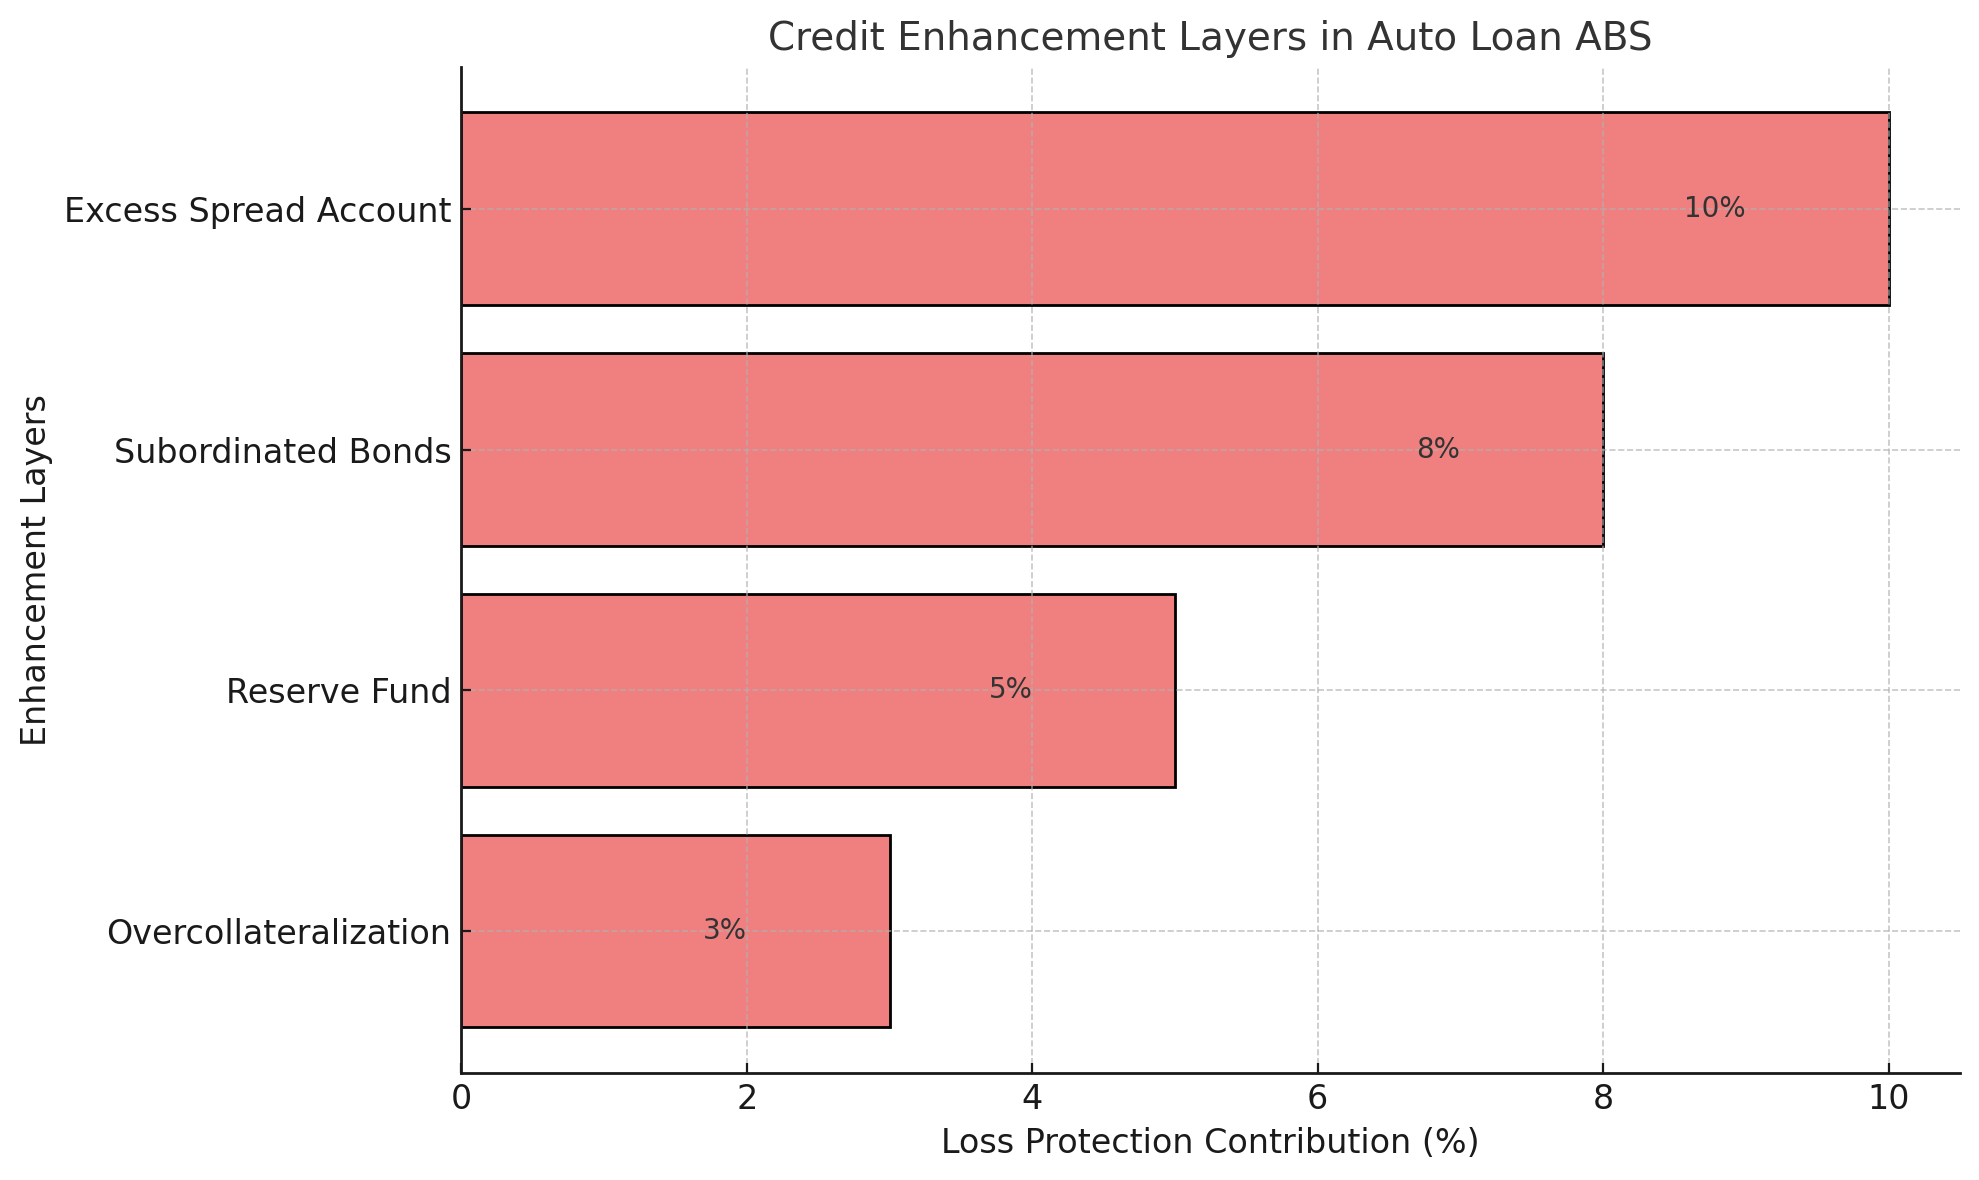 Credit Enhancement Layers in Auto Loan ABS
Enhancement Layers
Excess Spread Account
10%
Subordinated Bonds
8%
Reserve Fund
5%
Overcollateralization
3%
0 2 4 6 8 10
Loss Protection Contribution (%)